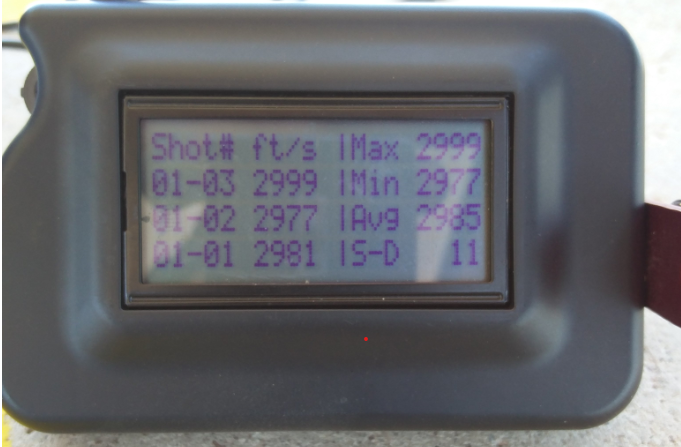 Shot# ft/s |Max 2999
01-03 2999 |Min 2977
01-02 2977 |Avg 2985
01-01 2981 |S-D 11